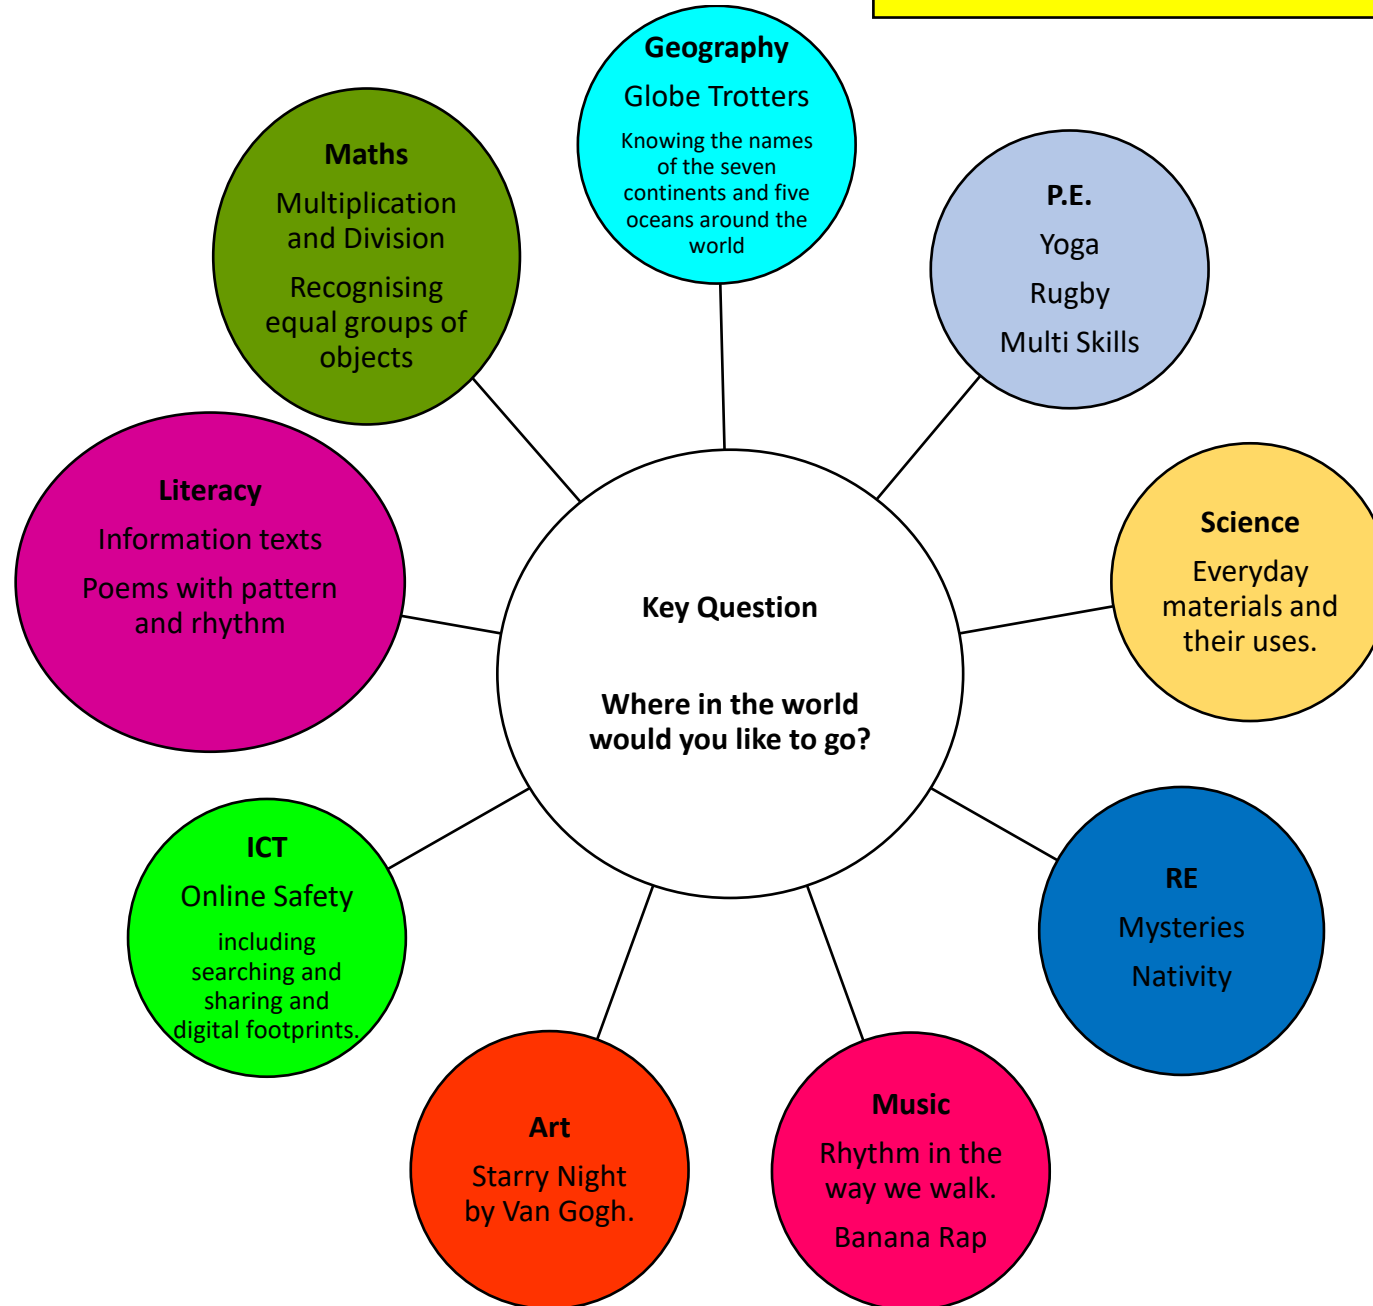 Geography
Globe Trotters
Knowing the names
of the seven
continents and five
oceans around the
world
P.E.
Yoga
Rugby
Multi Skills
Science
Everyday
materials and
their uses.
RE
Mysteries
Nativity
Music
Rhythm in the
way we walk.
Banana Rap
Art
Starry Night
by Van Gogh.
ICT
Online Safety
including
searching and
sharing and
digital footprints.
Literacy
Information texts
Poems with pattern
and rhythm
Maths
Multiplication
and Division
Recognising
equal groups of
objects
Key Question
Where in the world
would you like to go?